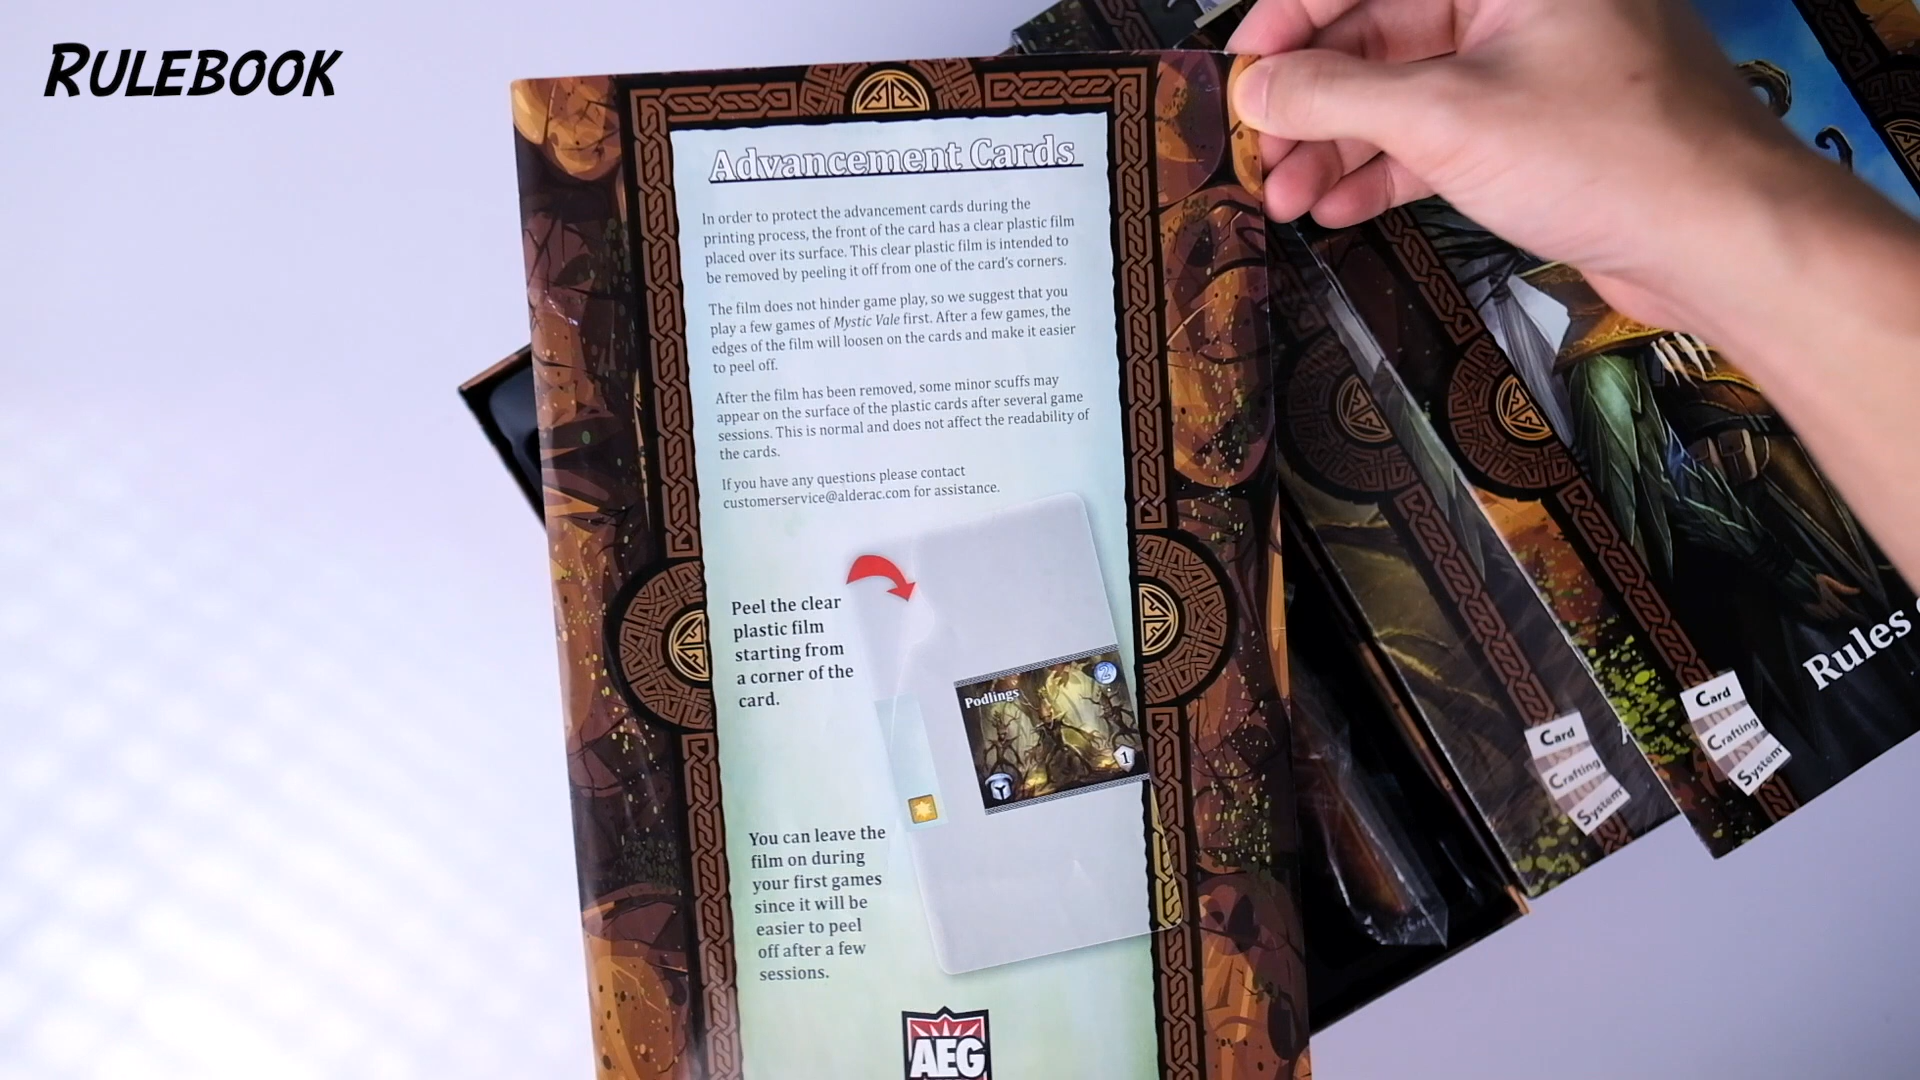 RULEBOOK
Advancement Cards
In order to protect the advancement cards during the
printing process, the front of the card has a clear plastic film
placed over its surface. This clear plastic film is intended to
be removed by peeling it off from one of the card's corners.
The film does not hinder game play, so we suggest that you
play a few games of Mystic Vale first. After a few games, the
edges of the film will loosen on the cards and make it easier
to peel off.
After the film has been removed, some minor scuffs may
appear on the surface of the plastic cards after several game
sessions. This is normal and does not affect the readability of
the cards.
If you have any questions please contact
customerservice@alderac.com for assistance.
Peel the clear
plastic film
starting from
a corner of the
card.
Podlings
2
1
You can leave the
film on during
your first games
since it will be
easier to peel
off after a few
sessions.
AEG
Card
Crafting
System
Card
Crafting
System
Rules